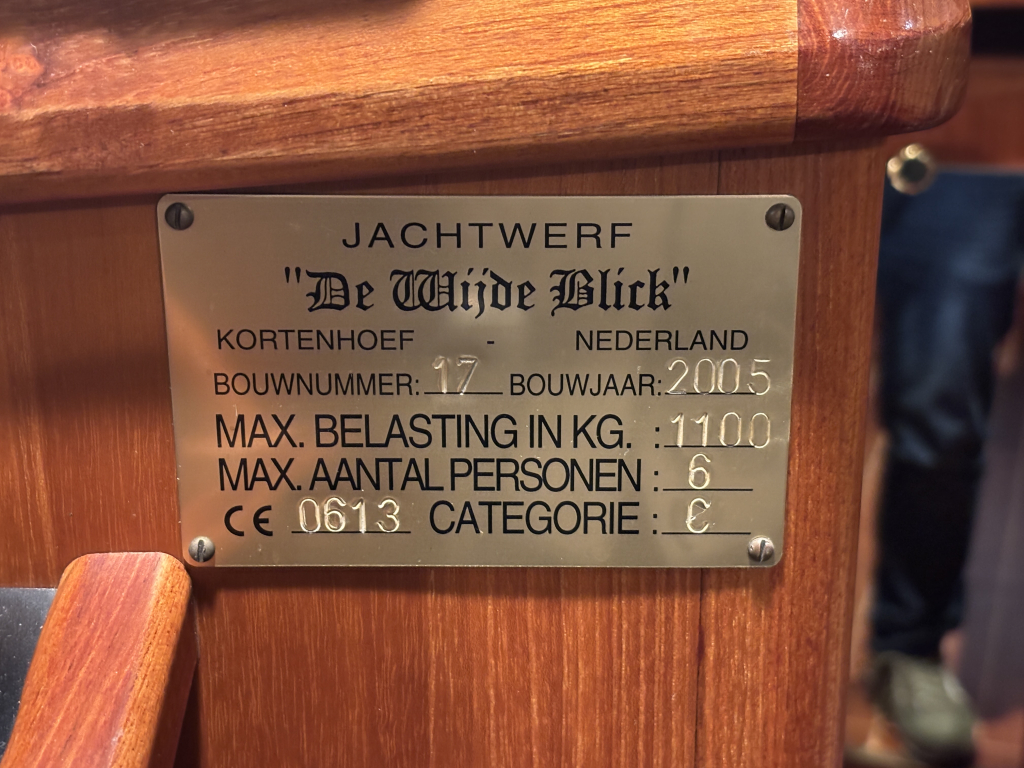 JACHTWERF
"De Wijde Blick"
KORTENHOEF - NEDERLAND
BOUWNUMMER: 17 BOUWJAAR: 2005
MAX. BELASTING IN KG. : 1100
MAX. AANTAL PERSONEN : 6
CE 0613 CATEGORIE : C